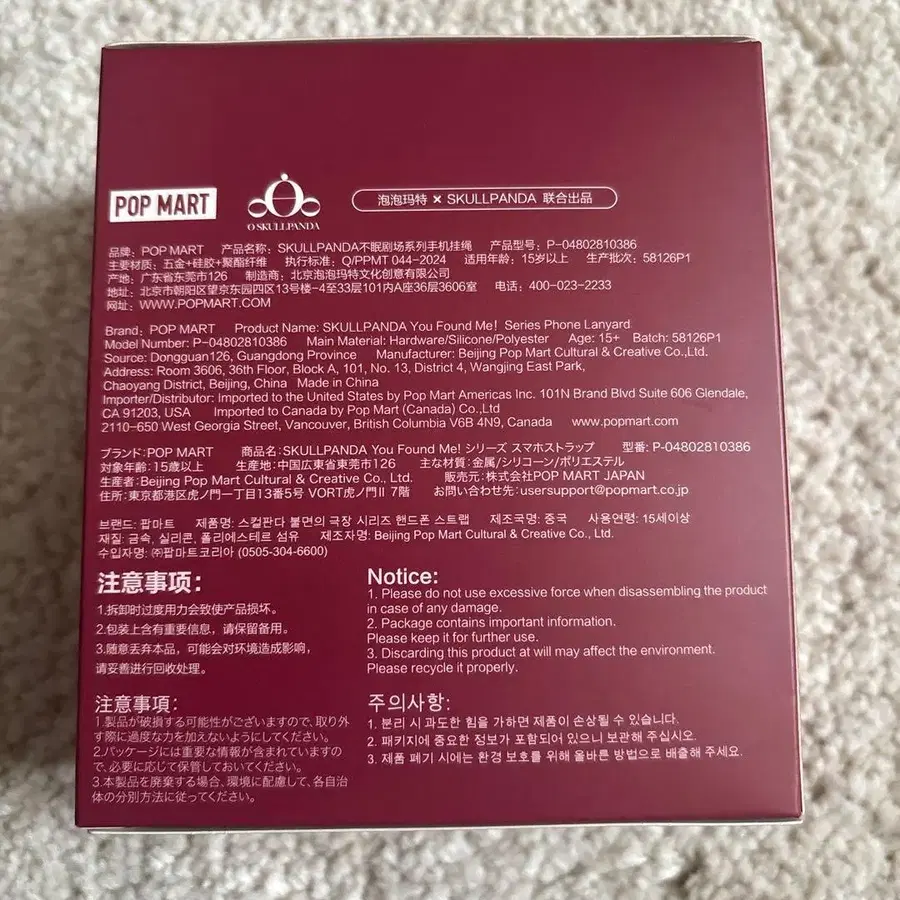 POP MART
OSKULLPANDA
泡泡玛特 × SKULLPANDA 联合出品
品牌：POP MART 产品名称：SKULLPANDA不眠剧场系列手机挂绳 产品型号：P-04802810386
主要材质：五金+硅胶+聚酯纤维 执行标准：Q/PPMT 044-2024 适用年龄：15岁以上 生产批次：58126P1
产地：广东省东莞市126 制造商：北京泡泡玛特文化创意有限公司
地址：北京市朝阳区望京东园四区13号楼-4至33层101内A座36层3606室 电话：400-023-2233
网址：WWW.POPMART.COM
Brand：POP MART Product Name: SKULLPANDA You Found Me！Series Phone Lanyard
Model Number: P-04802810386 Main Material: Hardware/Silicone/Polyester Age: 15+ Batch: 58126P1
Source: Dongguan126, Guangdong Province Manufacturer: Beijing Pop Mart Cultural & Creative Co.,Ltd.
Address: Room 3606, 36th Floor, Block A, 101, No. 13, District 4, Wangjing East Park,
Chaoyang District, Beijing, China Made in China
Importer/Distributor: Imported to the United States by Pop Mart Americas Inc. 101N Brand Blvd Suite 606 Glendale,
CA 91203, USA Imported to Canada by Pop Mart (Canada) Co.,Ltd
2110-650 West Georgia Street, Vancouver, British Columbia V6B 4N9, Canada www.popmart.com
ブランド：POP MART 商品名：SKULLPANDA You Found Me! シリーズ スマホストラップ 型番: P-04802810386
対象年齢：15歳以上 生産地：中国広東省東莞市126 主な材質：金属/シリコーン/ポリエステル
生産者：Beijing Pop Mart Cultural & Creative Co., Ltd. 販売元：株式会社POP MART JAPAN
住所：東京都港区虎ノ門一丁目13番5号 VORT虎ノ門II 7階 お問い合わせ先：usersupport@popmart.co.jp
브랜드: 팝마트 제품명: 스컬판다 불면의 극장 시리즈 핸드폰 스트랩 제조국명: 중국 사용연령: 15세이상
재질: 금속, 실리콘, 폴리에스테르 섬유 제조자명: Beijing Pop Mart Cultural & Creative Co., Ltd.
수입자명: ㈜팝마트코리아 (0505-304-6600)
注意事项：
1.拆卸时过度用力会致使产品损坏。
2.包装上含有重要信息，请保留备用。
3.随意丢弃本品，可能会对环境造成影响，
请妥善进行回收处理。
Notice:
1. Please do not use excessive force when disassembling the product
in case of any damage.
2. Package contains important information.
Please keep it for further use.
3. Discarding this product at will may affect the environment.
Please recycle it properly.
注意事項：
1.製品が破損する可能性がございますので、取り外
す際に過度な力を加えないようにしてください。
2.パッケージには重要な情報が含まれていますの
で、必要に応じて保管しておいてください。
3.本製品を廃棄する場合、環境に配慮して、各自治
体の分別方法に従ってください。
주의사항:
1. 분리 시 과도한 힘을 가하면 제품이 손상될 수 있습니다.
2. 패키지에 중요한 정보가 포함되어 있으니 보관해 주십시오.
3. 제품 폐기 시에는 환경 보호를 위해 올바른 방법으로 배출해 주세요.